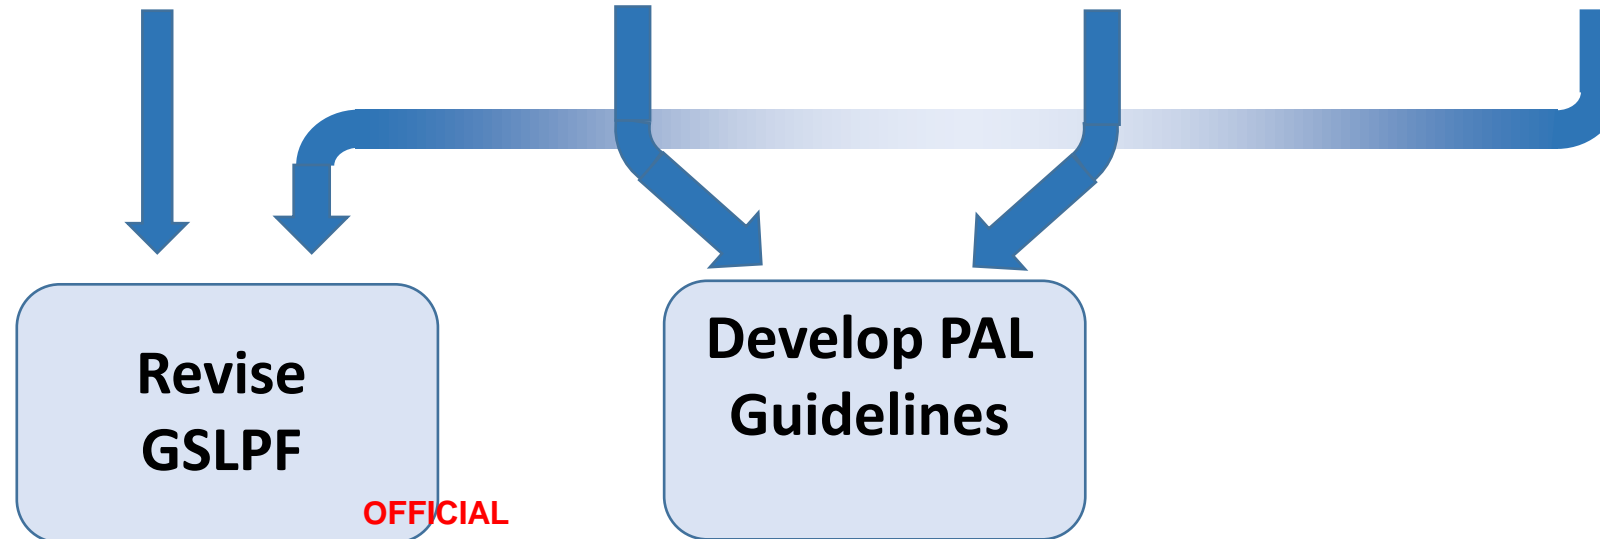 Revise
GSLPF
Develop PAL
Guidelines
OFFICIAL